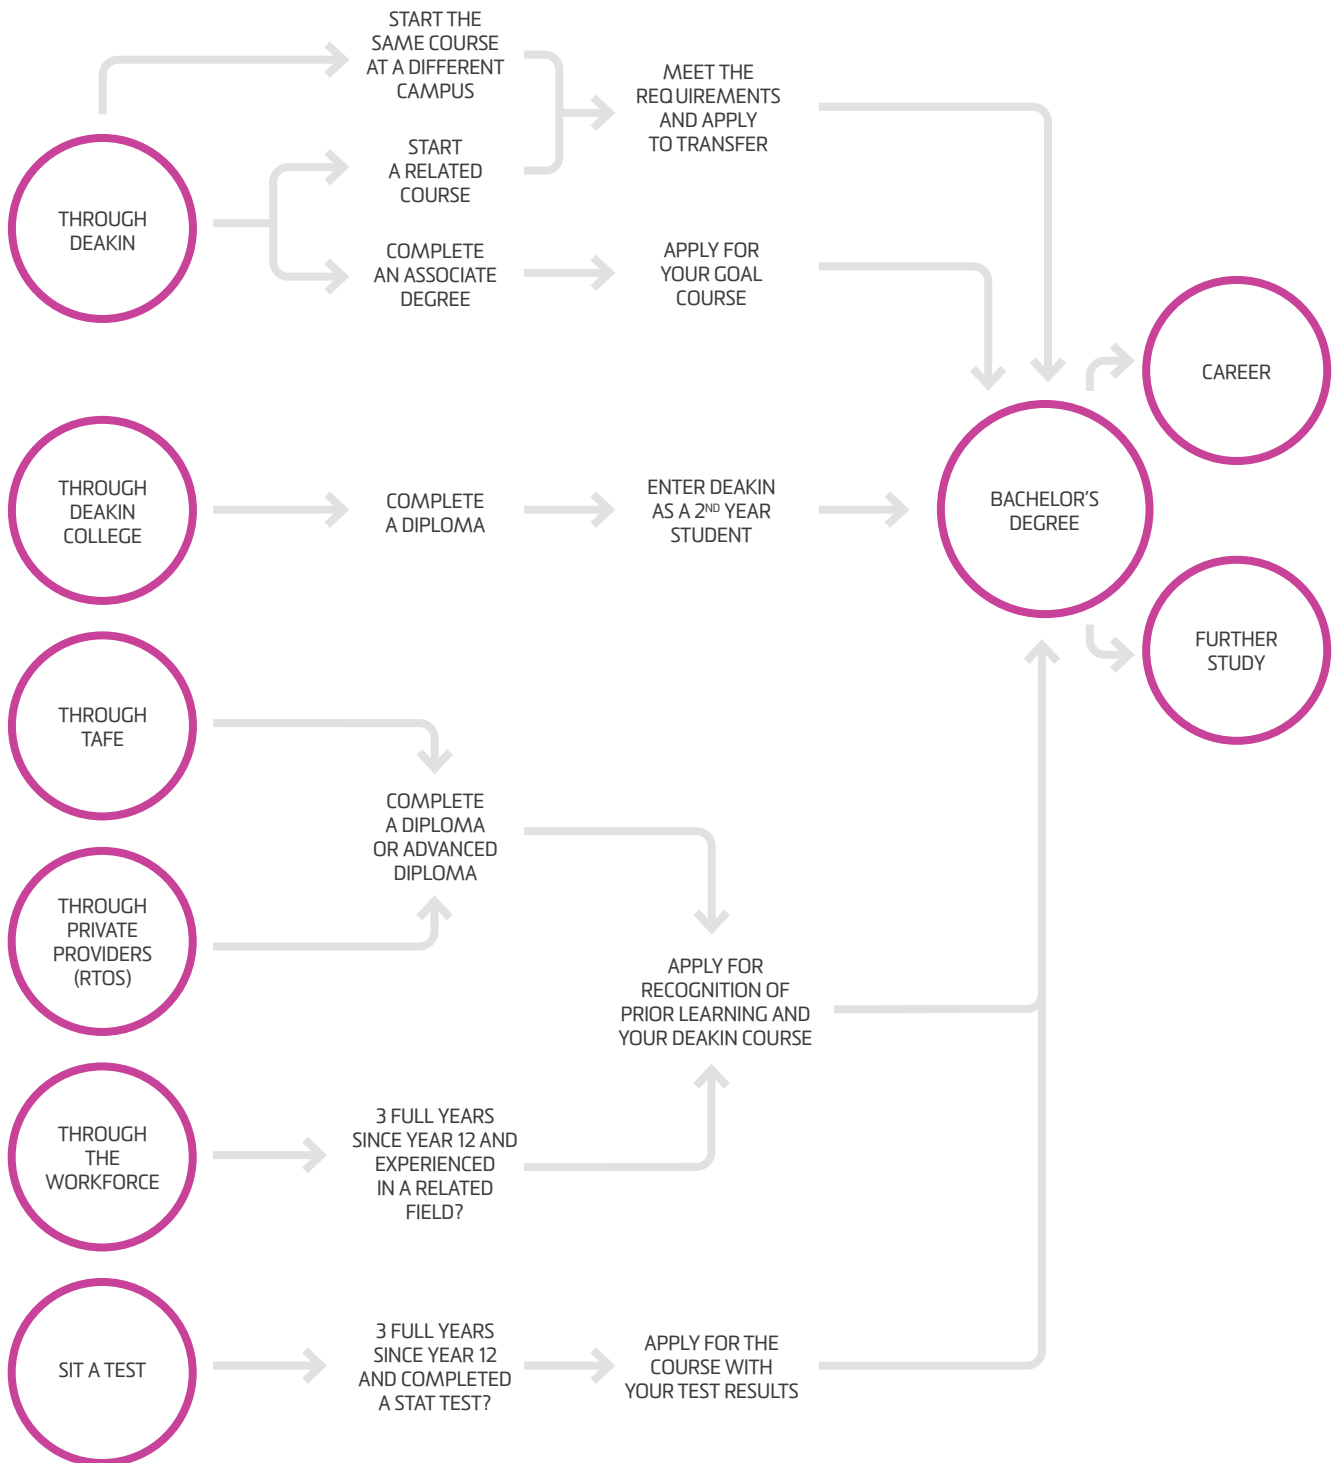 START THE
SAME COURSE
AT A DIFFERENT
CAMPUS
MEET THE
REQUIREMENTS
AND APPLY
TO TRANSFER
START
A RELATED
COURSE
THROUGH
DEAKIN
COMPLETE
AN ASSOCIATE
DEGREE
APPLY FOR
YOUR GOAL
COURSE
CAREER
THROUGH
DEAKIN
COLLEGE
COMPLETE
A DIPLOMA
ENTER DEAKIN
AS A 2ND YEAR
STUDENT
BACHELOR'S
DEGREE
FURTHER
STUDY
THROUGH
TAFE
COMPLETE
A DIPLOMA
OR ADVANCED
DIPLOMA
THROUGH
PRIVATE
PROVIDERS
(RTOS)
APPLY FOR
RECOGNITION OF
PRIOR LEARNING AND
YOUR DEAKIN COURSE
THROUGH
THE
WORKFORCE
3 FULL YEARS
SINCE YEAR 12 AND
EXPERIENCED
IN A RELATED
FIELD?
SIT A TEST
3 FULL YEARS
SINCE YEAR 12
AND COMPLETED
A STAT TEST?
APPLY FOR THE
COURSE WITH
YOUR TEST RESULTS